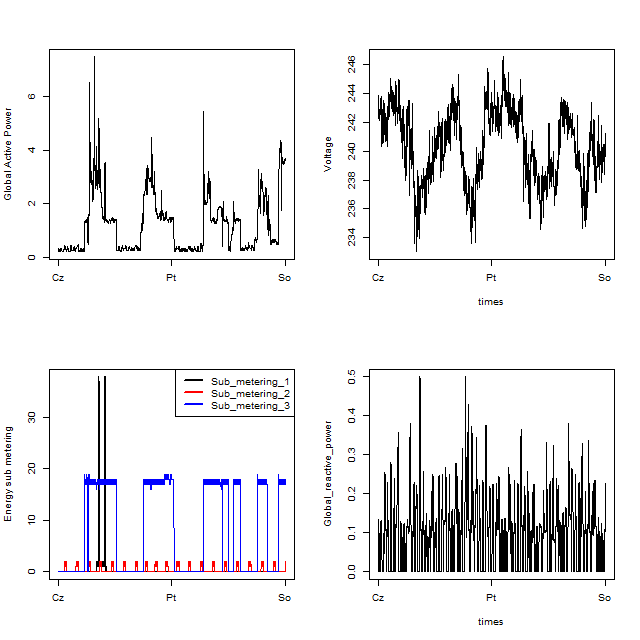 Global Active Power
0 2 4 6
Cz Pt So
Voltage
234 236 238 240 242 244 246
Cz Pt So
times
Energy sub metering
0 10 20 30
Sub_metering_1
Sub_metering_2
Sub_metering_3
Cz Pt So
Global_reactive_power
0.0 0.1 0.2 0.3 0.4 0.5
Cz Pt So
times